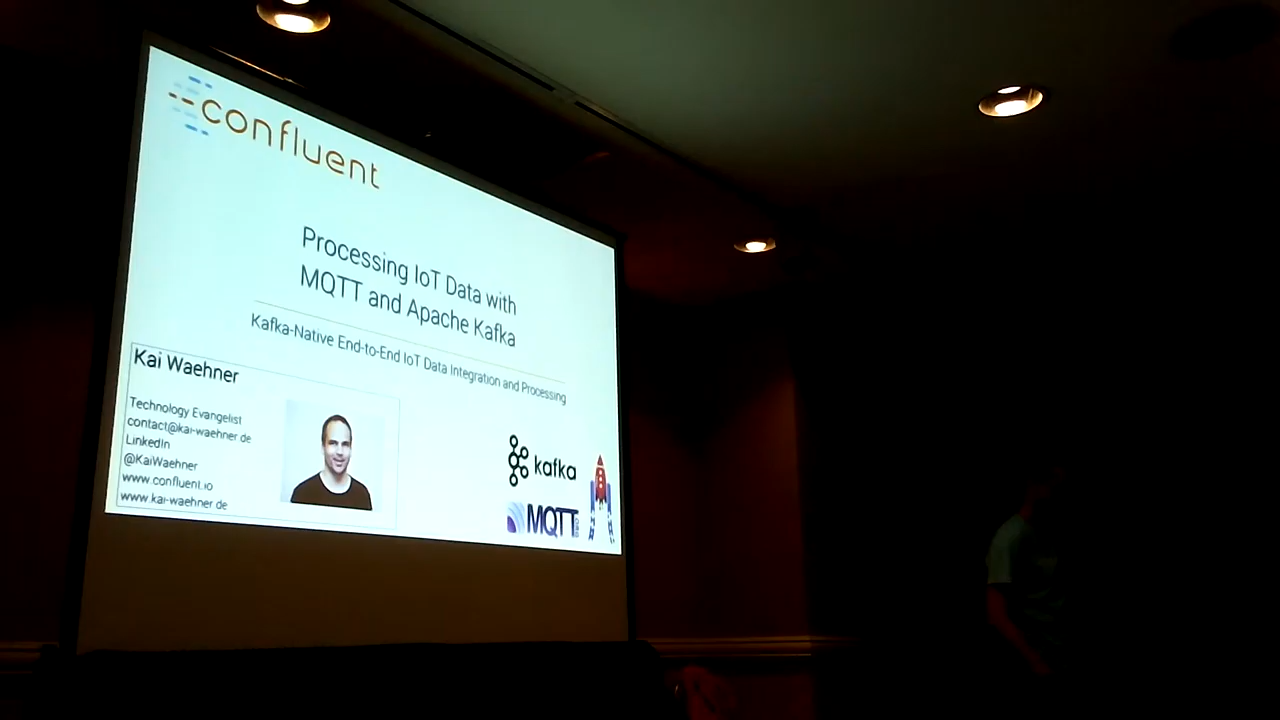 confluent
Processing IoT Data with
MQTT and Apache Kafka
Kafka-Native End-to-End IoT Data Integration and Processing
Kai Waehner
Technology Evangelist
contact@kai-waehner.de
LinkedIn
@KaiWaehner
www.confluent.io
www.kai-waehner.de
kafka
MQTT